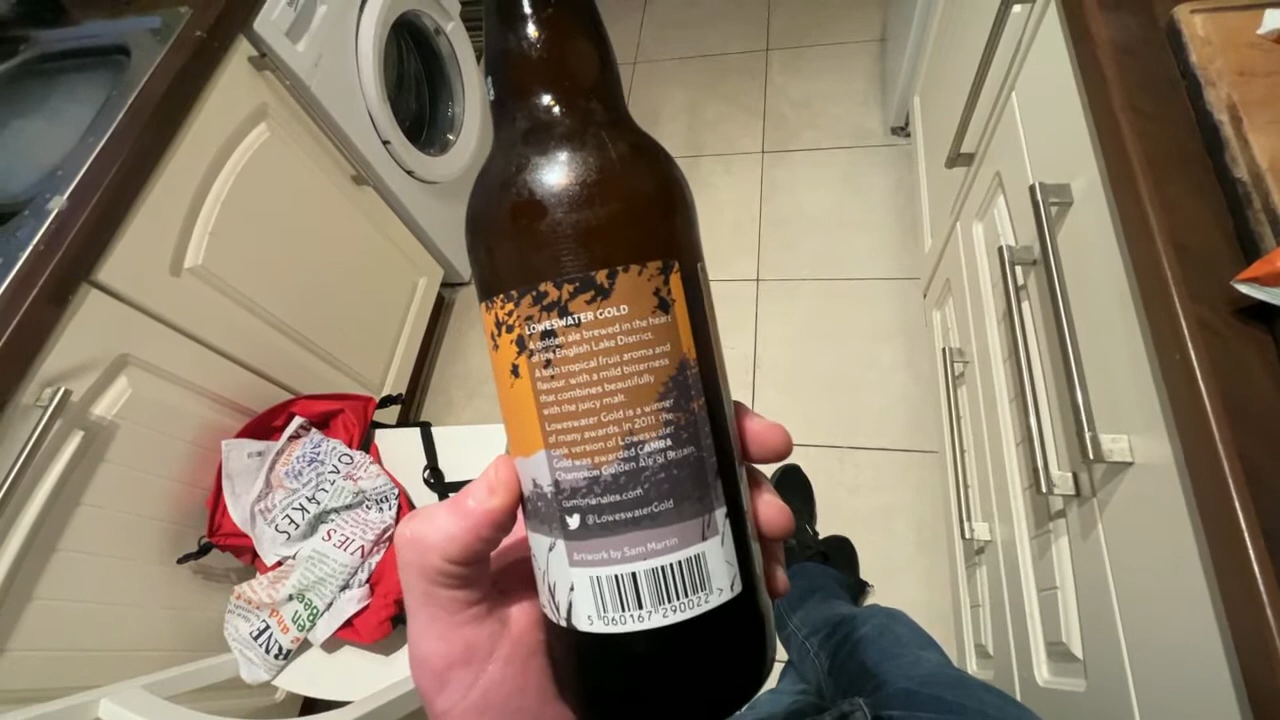 LOWESWATER GOLD
A golden ale brewed in the heart
of the English Lake District.
A lush tropical fruit aroma and
flavour, with a mild bitterness
that combines beautifully
with the juicy malt.
Loweswater Gold is a winner
of many awards. In 2011 the
cask version of Loweswater
Gold was awarded CAMRA
Champion Golden Ale of Britain
cumbrianales.com
@LoweswaterGold
Artwork by Sam Martin
5 060167 290022 >
OATCAKES